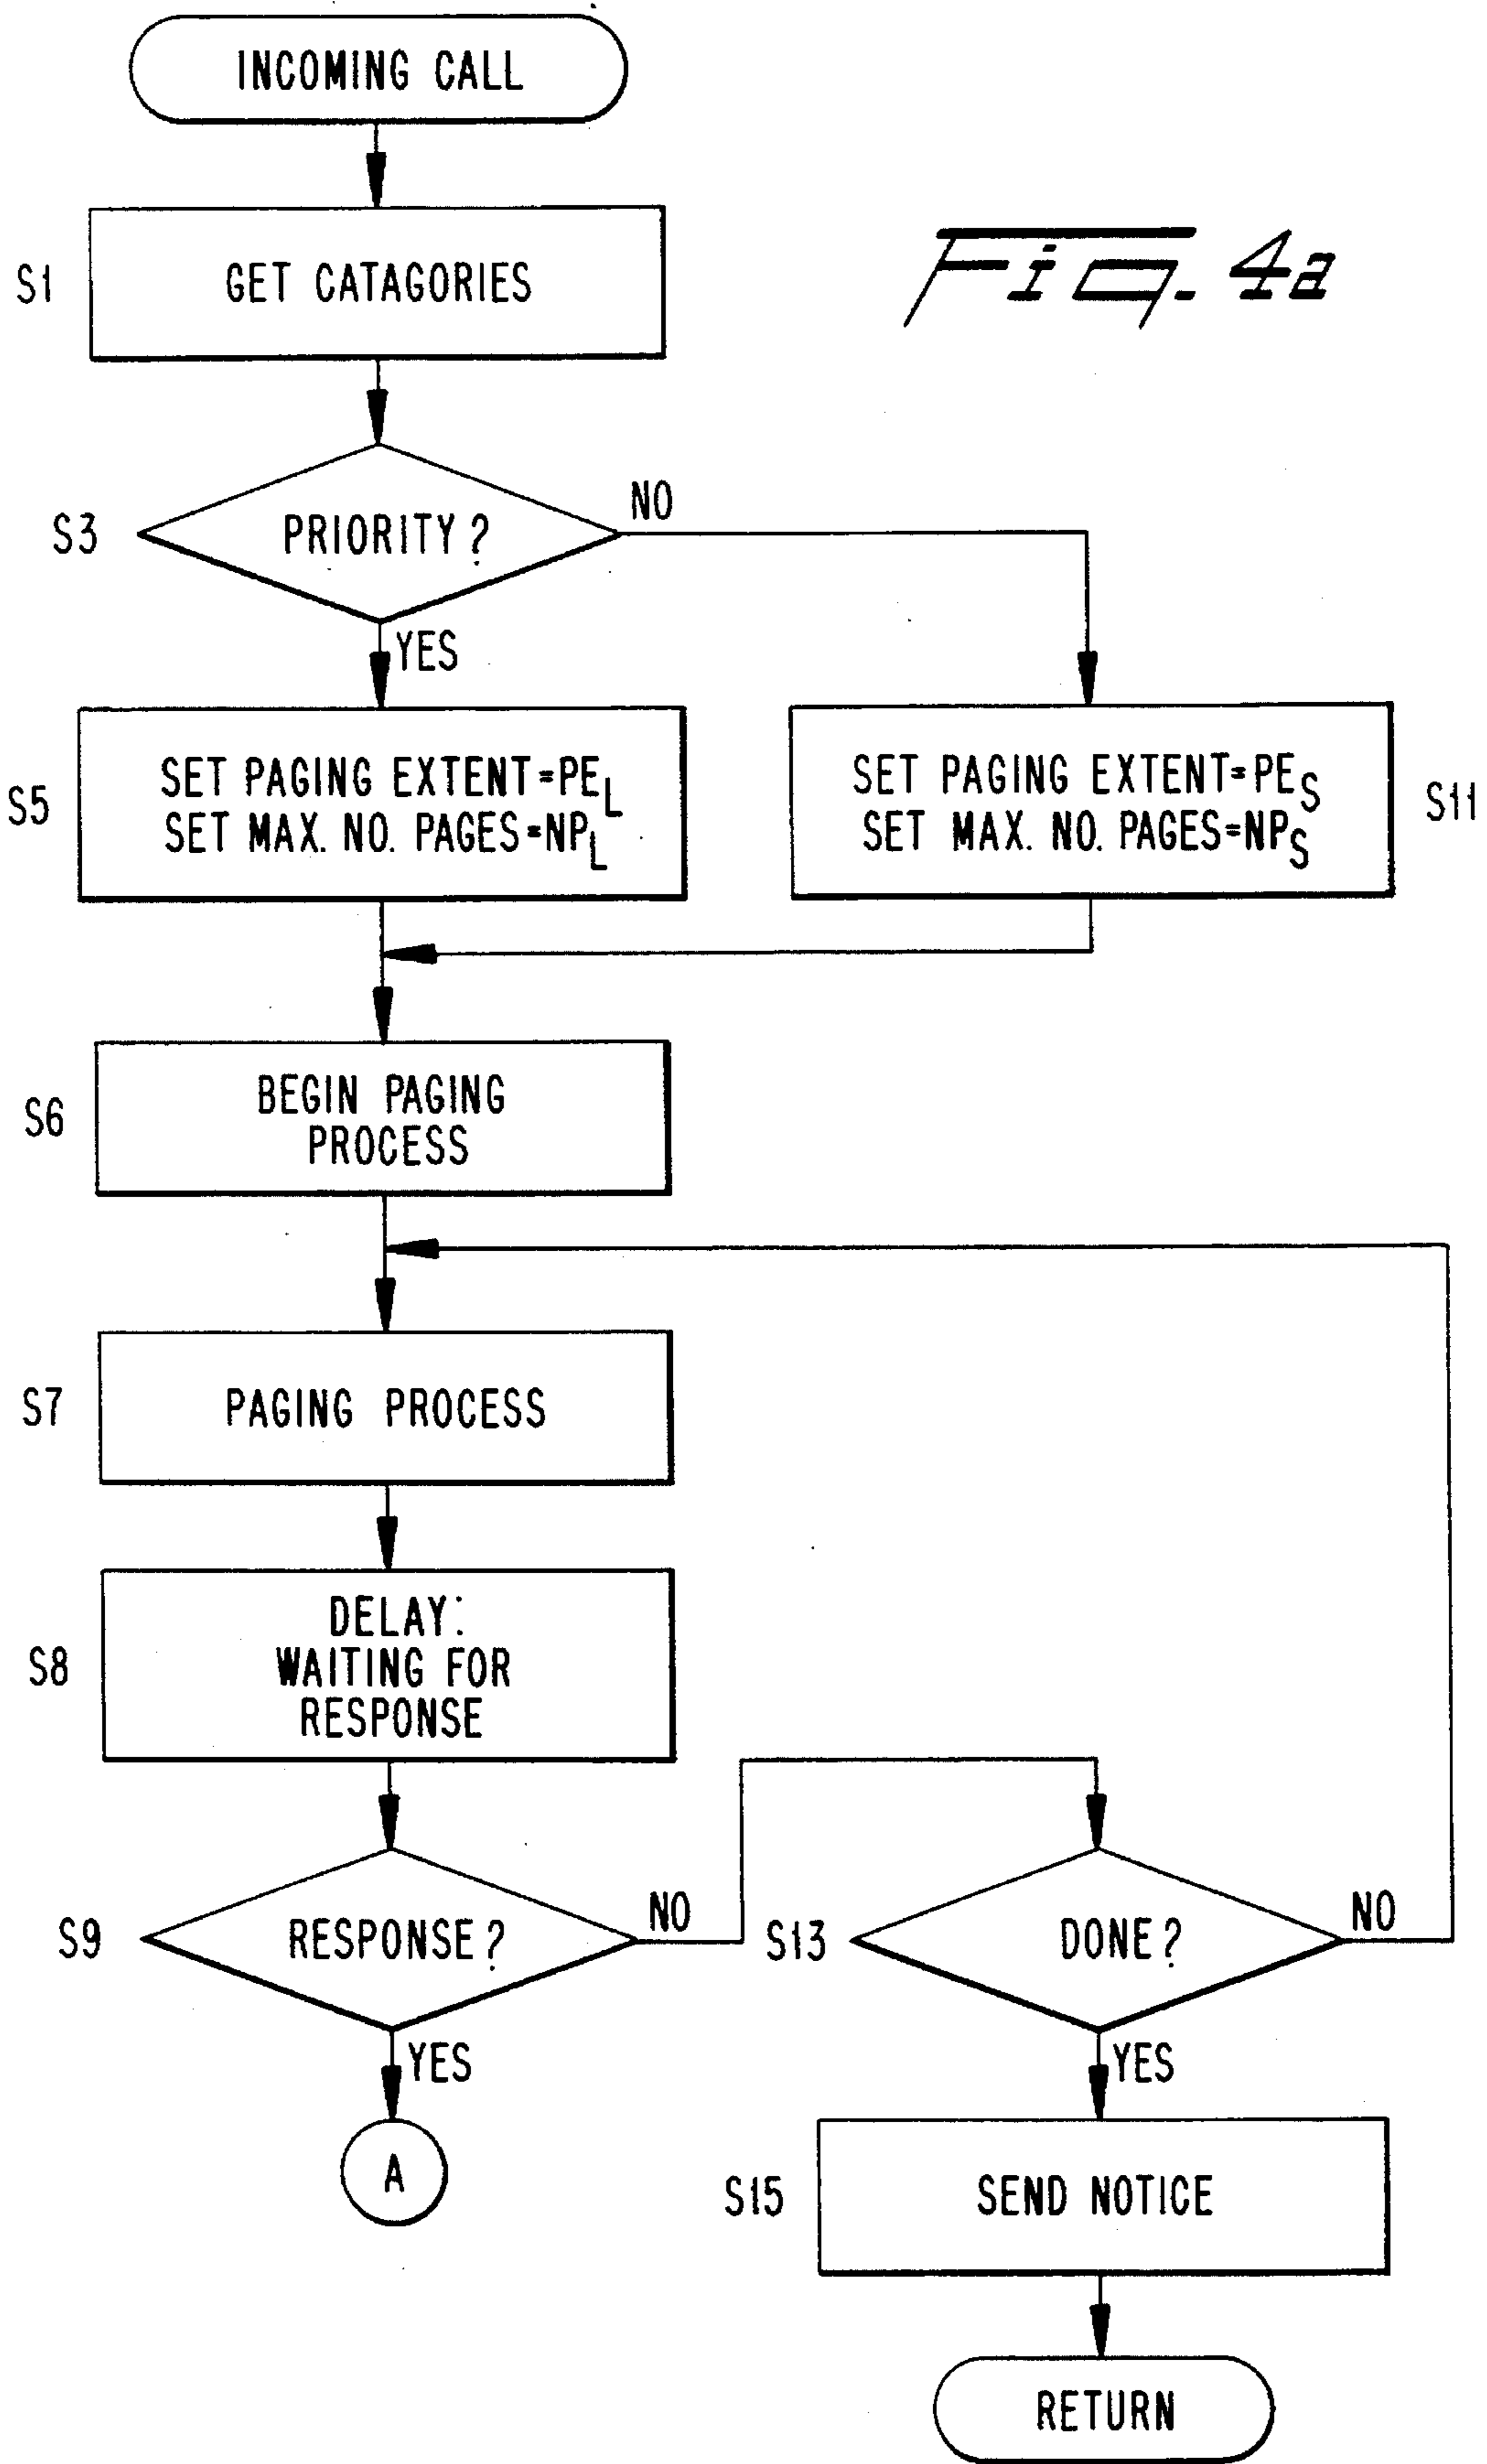 INCOMING CALL
Fig. 4a
S1
GET CATAGORIES
S3
PRIORITY?
NO
YES
S5
SET PAGING EXTENT=PEL
SET MAX. NO. PAGES=NPL
SET PAGING EXTENT=PES
SET MAX. NO. PAGES=NPS
S11
S6
BEGIN PAGING
PROCESS
S7
PAGING PROCESS
S8
DELAY:
WAITING FOR
RESPONSE
S9
RESPONSE?
NO
YES
A
S13
DONE?
NO
YES
S15
SEND NOTICE
RETURN